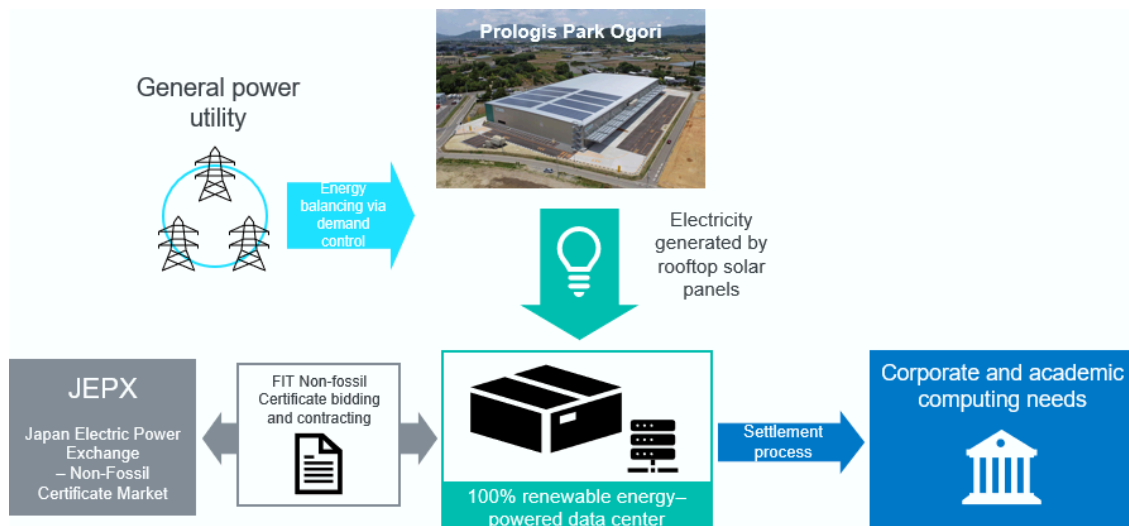 Prologis Park Ogori
General power
utility
Energy
balancing via
demand
control
Electricity
generated by
rooftop solar
panels
JEPX
Japan Electric Power
Exchange
– Non-Fossil
Certificate Market
FIT Non-fossil
Certificate bidding
and contracting
100% renewable energy–
powered data center
Settlement
process
Corporate and academic
computing needs